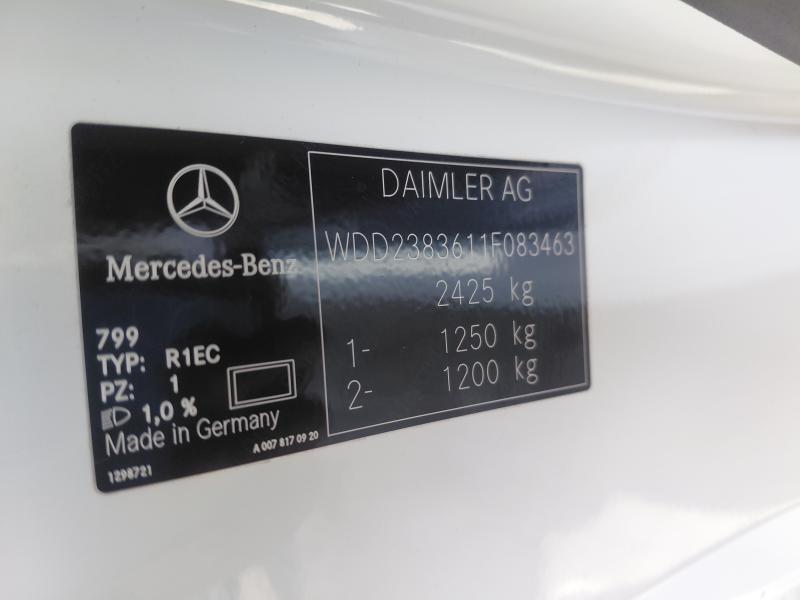 Mercedes-Benz
799
TYP: R1EC
PZ: 1
1,0 %
Made in Germany
A 007 817 09 20
1298721
DAIMLER AG
WDD2383611F083463
2425 kg
1- 1250 kg
2- 1200 kg